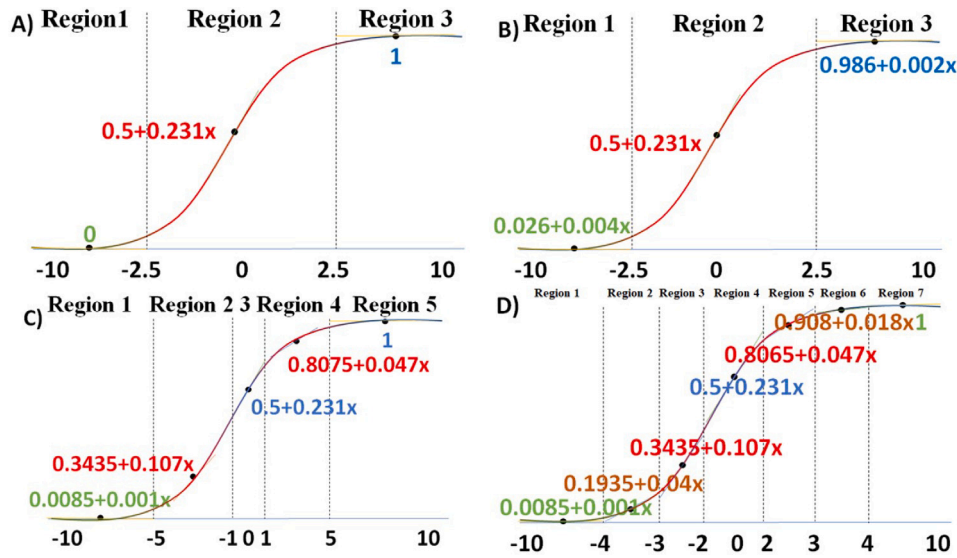 A)
Region1 Region 2 Region 3
1
0.5+0.231x
0
-10 -2.5 0 2.5 10
B)
Region 1 Region 2 Region 3
0.986+0.002x
0.5+0.231x
0.026+0.004x
-10 -2.5 0 2.5 10
C)
Region 1 Region 2 3 Region 4 Region 5
1
0.8075+0.047x
0.5+0.231x
0.3435+0.107x
0.0085+0.001x
-10 -5 -1 0 1 5 10
D)
Region 1 Region 2 Region 3 Region 4 Region 5 Region 6 Region 7
0.908+0.018x1
0.8065+0.047x
0.5+0.231x
0.3435+0.107x
0.1935+0.04x
0.0085+0.001x
-10 -4 -3 -2 0 2 3 4 10